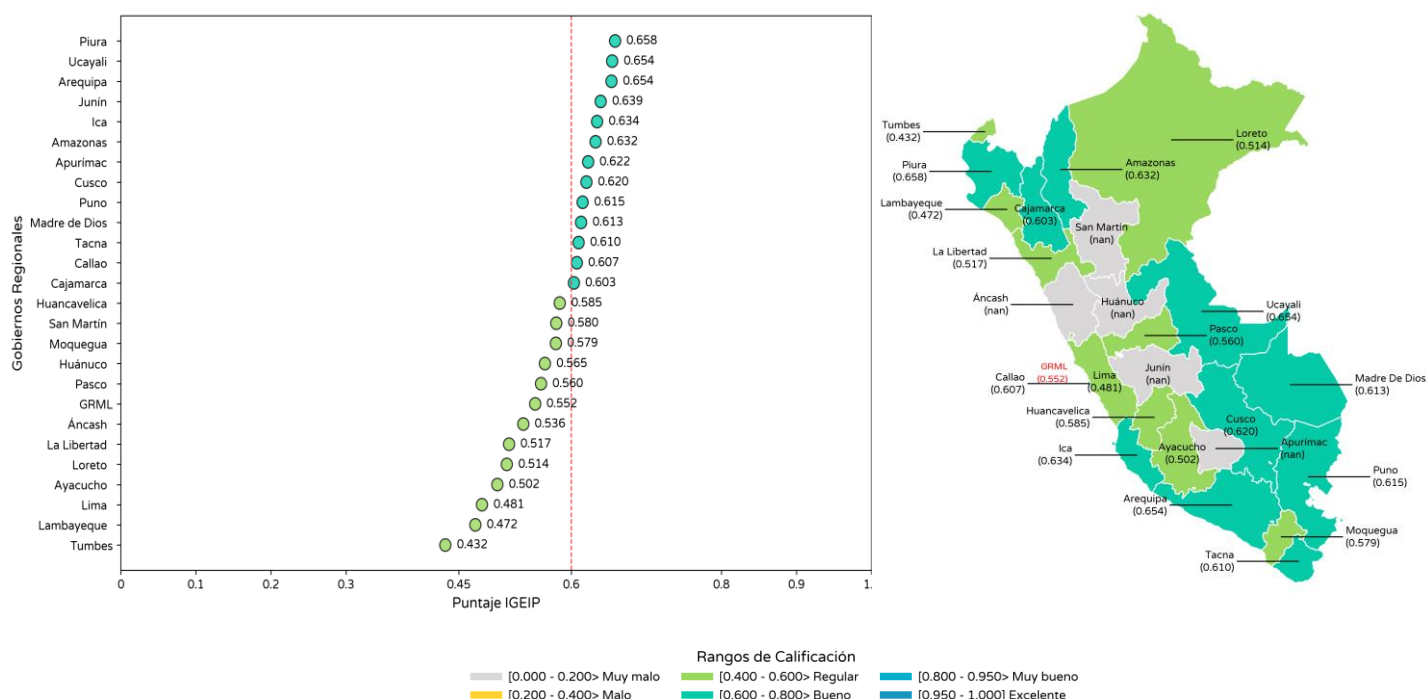 Gobiernos Regionales
Piura 0.658
Ucayali 0.654
Arequipa 0.654
Junín 0.639
Ica 0.634
Amazonas 0.632
Apurímac 0.622
Cusco 0.620
Puno 0.615
Madre de Dios 0.613
Tacna 0.610
Callao 0.607
Cajamarca 0.603
Huancavelica 0.585
San Martín 0.580
Moquegua 0.579
Huánuco 0.565
Pasco 0.560
GRML 0.552
Áncash 0.536
La Libertad 0.517
Loreto 0.514
Ayacucho 0.502
Lima 0.481
Lambayeque 0.472
Tumbes 0.432
0 0.1 0.2 0.3 0.45 0.6 0.8 0.9 1.
Puntaje IGEIP
Tumbes
(0.432)
Loreto
(0.514)
Piura
(0.658)
Amazonas
(0.632)
Lambayeque
(0.472)
Cajamarca
(0.603)
San Martín
(nan)
La Libertad
(0.517)
Áncash
(nan)
Huánuco
(nan)
Ucayali
(0.654)
Pasco
(0.560)
GRML
(0.552)
Callao
(0.607)
Lima
(0.481)
Junín
(nan)
Madre De Dios
(0.613)
Huancavelica
(0.585)
Cusco
(0.620)
Ica
(0.634)
Ayacucho
(0.502)
Apurímac
(nan)
Puno
(0.615)
Arequipa
(0.654)
Moquegua
(0.579)
Tacna
(0.610)
Rangos de Calificación
[0.000 - 0.200> Muy malo
[0.400 - 0.600> Regular
[0.800 - 0.950> Muy bueno
[0.200 - 0.400> Malo
[0.600 - 0.800> Bueno
[0.950 - 1.000] Excelente